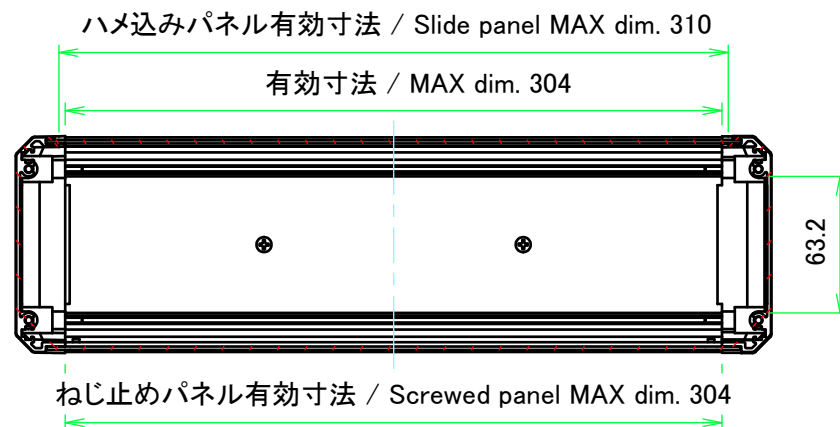 ハメ込みパネル有効寸法 / Slide panel MAX dim. 310
有効寸法 / MAX dim. 304
63.2
ねじ止めパネル有効寸法 / Screwed panel MAX dim. 304